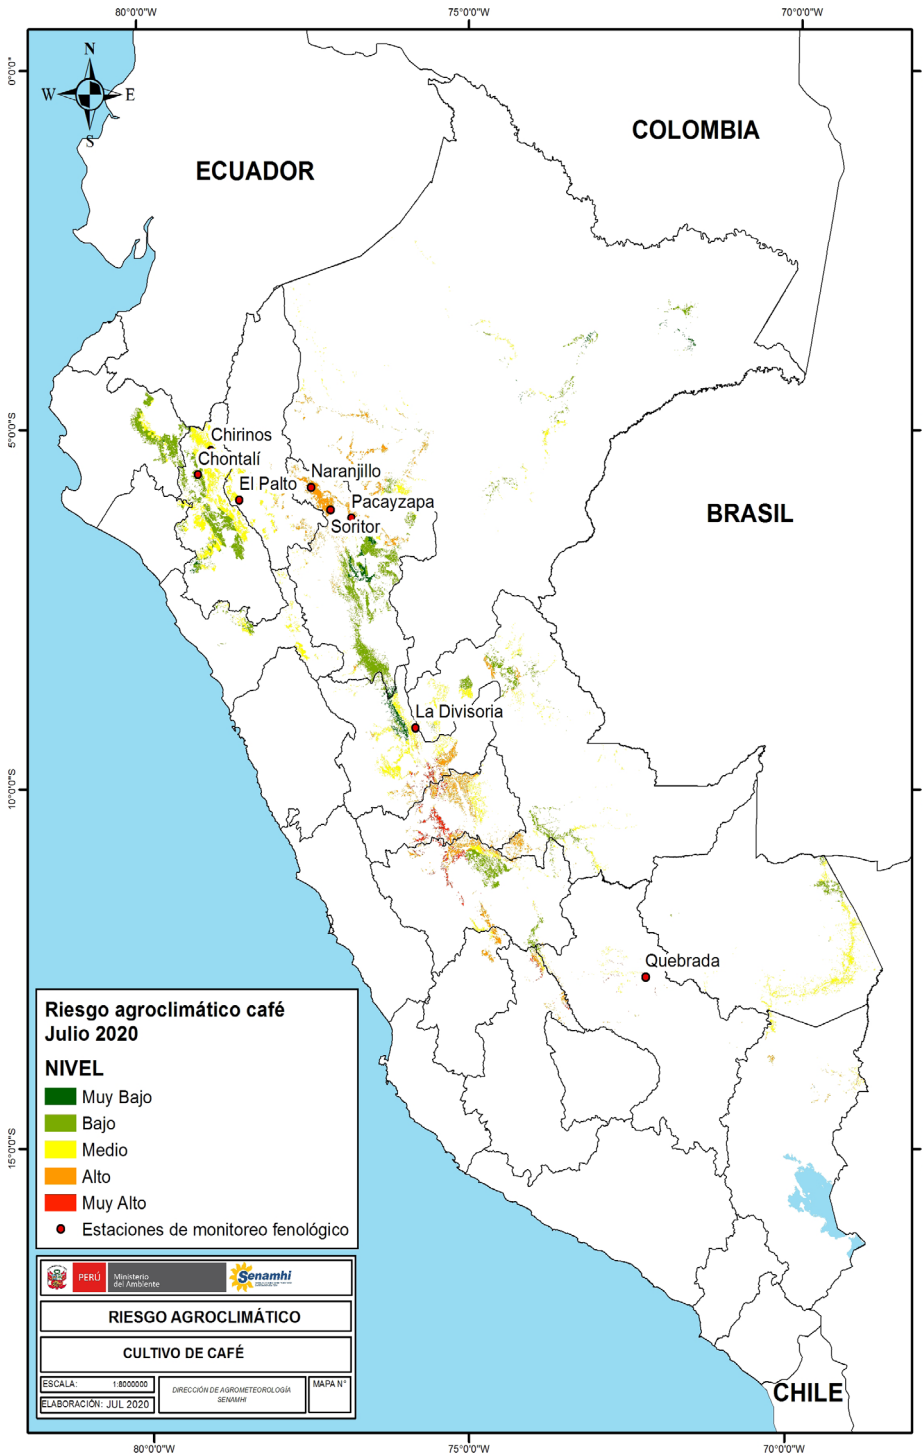 80°0'0"W
75°0'0"W
70°0'0"W
N
W
E
S
0°0'0"
COLOMBIA
ECUADOR
5°0'0"S
Chirinos
Chontalí
El Palto
Naranjillo
Pacayzapa
Soritor
BRASIL
La Divisoria
10°0'0"S
Quebrada
Riesgo agroclimático café
Julio 2020
NIVEL
Muy Bajo
Bajo
Medio
Alto
Muy Alto
Estaciones de monitoreo fenológico
15°0'0"S
PERÚ
Ministerio
del Ambiente
Senamhi
RIESGO AGROCLIMÁTICO
CULTIVO DE CAFÉ
ESCALA: 1:8000000
ELABORACIÓN: JUL 2020
DIRECCIÓN DE AGROMETEOROLOGÍA
SENAMHI
MAPA N°
CHILE
80°0'0"W
75°0'0"W
70°0'0"W